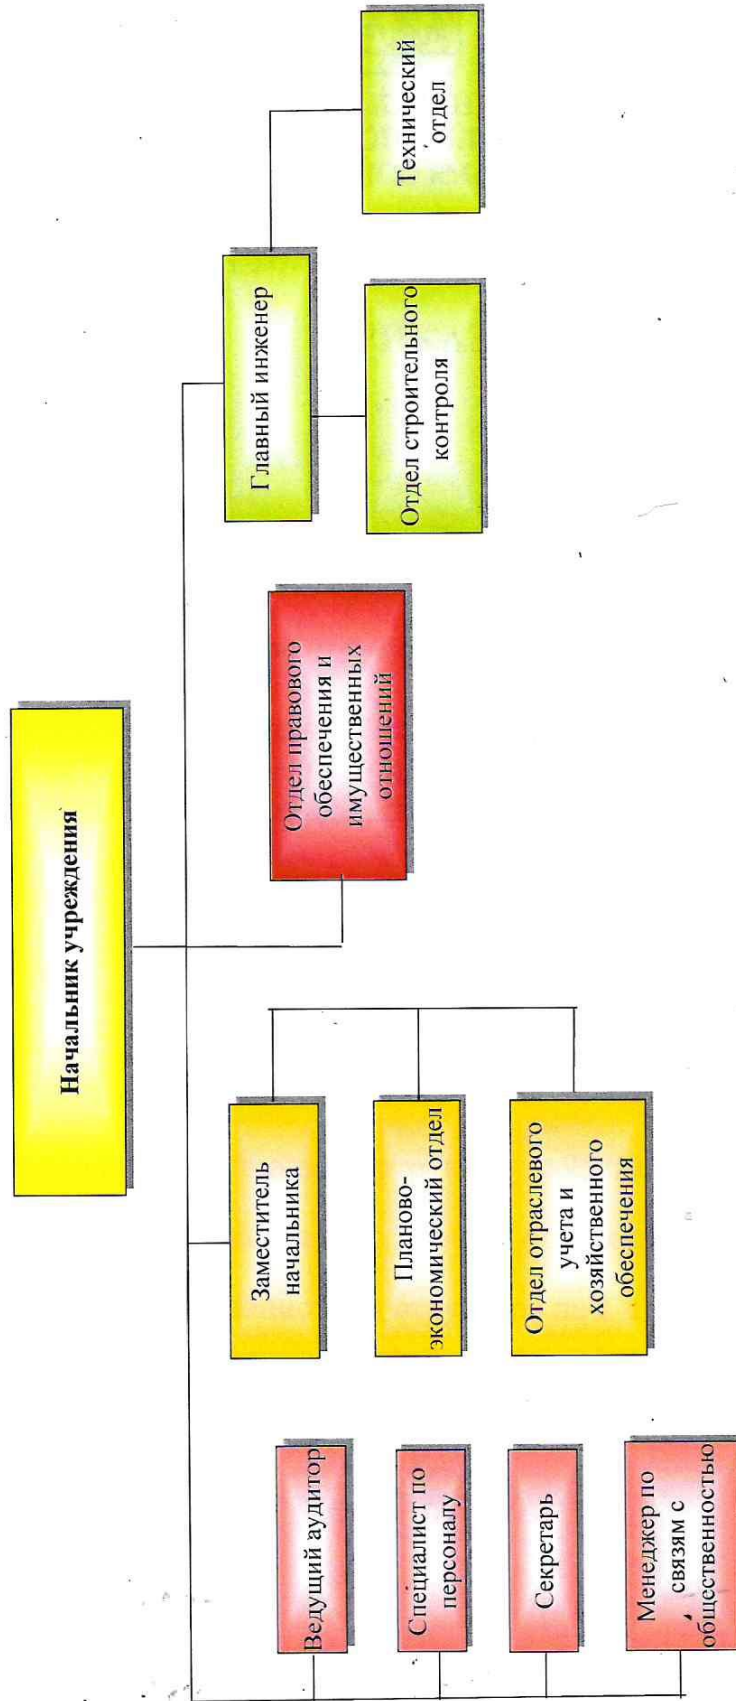 Начальник учреждения
Ведущий аудитор
Специалист по
персоналу
Секретарь
Менеджер по
связям с
общественностью
Заместитель
начальника
Планово-
экономический отдел
Отдел отраслевого
учета и
хозяйственного
обеспечения
Отдел правового
обеспечения и
имущественных
отношений
Главный инженер
Отдел строительного
контроля
Технический
отдел